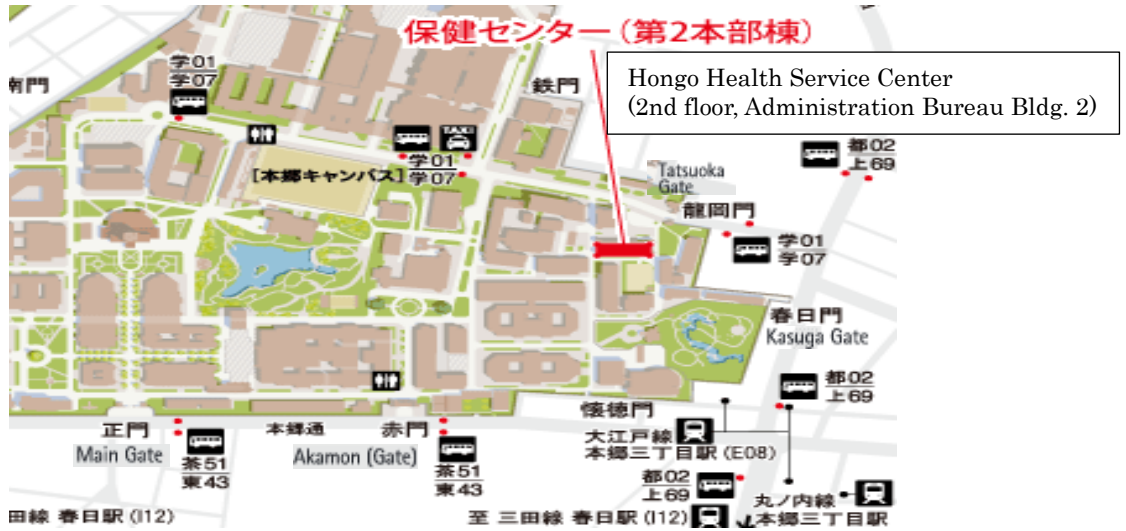 保健センター(第2本部棟)
Hongo Health Service Center
(2nd floor, Administration Bureau Bldg. 2)
学01
学07
南門
鉄門
TAXI
学01
学07
[本郷キャンパス]
都02
上69
Tatsuoka
Gate
龍岡門
学01
学07
春日門
Kasuga Gate
都02
上69
懐徳門
正門
Main Gate
茶51
東43
本郷通
赤門
Akamon (Gate)
茶51
東43
大江戸線
本郷三丁目駅(E08)
都02
上69
丸ノ内線
本郷三丁目駅
田線 春日駅(I12)
至 三田線 春日駅(I12)